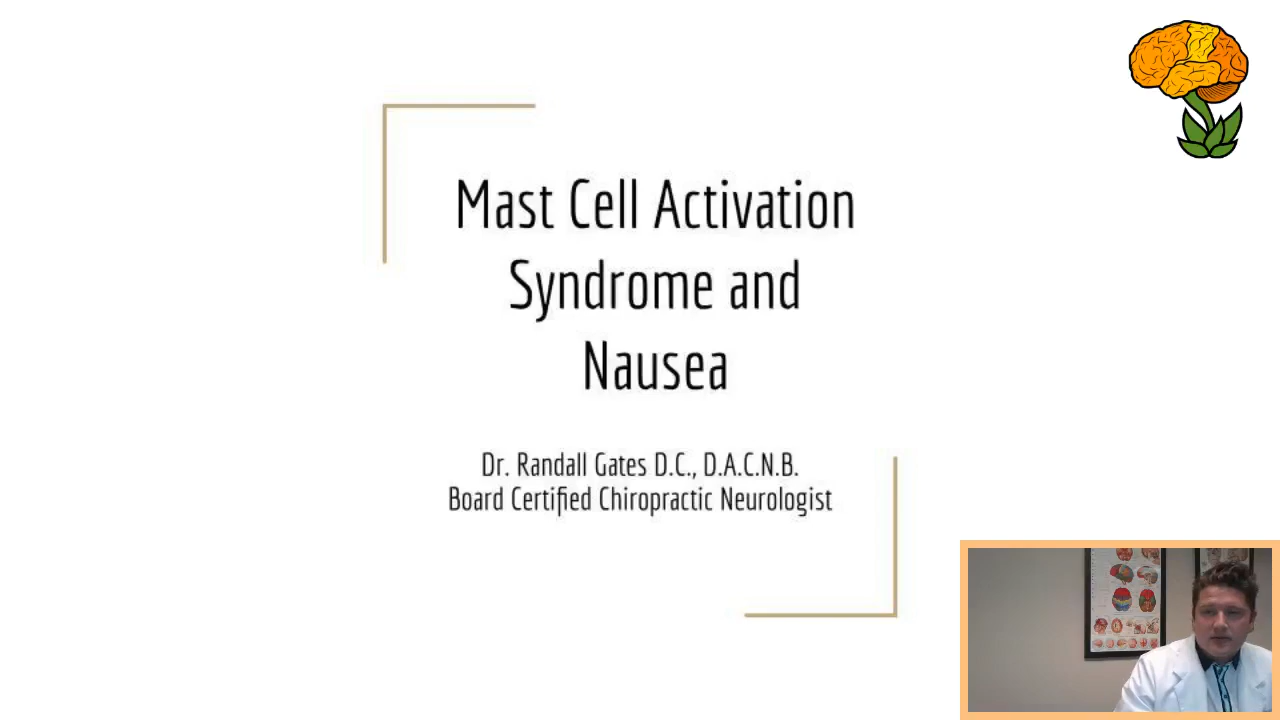 Mast Cell Activation
Syndrome and
Nausea
Dr. Randall Gates D.C., D.A.C.N.B.
Board Certified Chiropractic Neurologist